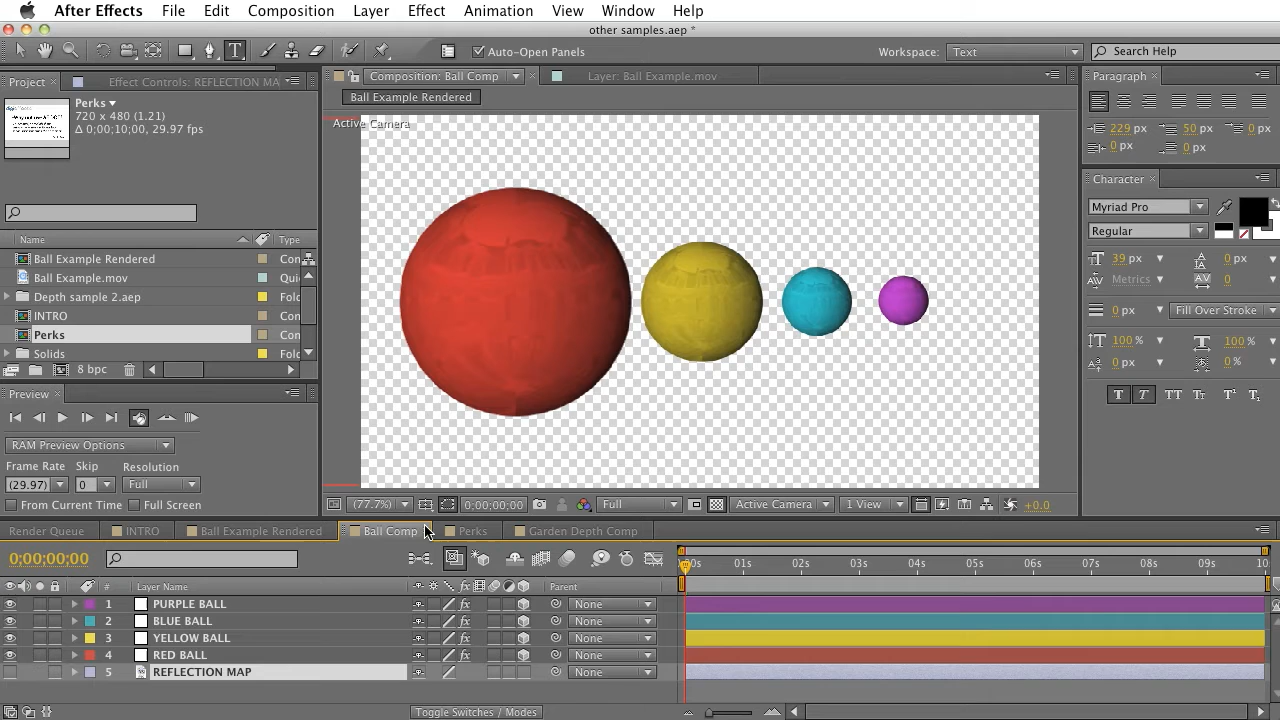 After Effects File Edit Composition Layer Effect Animation View Window Help
other samples.aep *
Auto-Open Panels
Workspace: Text
Search Help
Project
Effect Controls: REFLECTION MA
Perks
720 x 480 (1.21)
Δ 0;00;10;00, 29.97 fps
Name Type
Ball Example Rendered Con
Ball Example.mov Quic
Depth sample 2.aep Fold
INTRO Con
Perks Con
Solids Fold
8 bpc
Composition: Ball Comp
Layer: Ball Example.mov
Ball Example Rendered
Active Camera
Paragraph
229 px 50 px 0 px
0 px 0 px
Character
Myriad Pro
Regular
39 px 0 px
Metrics 0
0 px Fill Over Stroke
100 % 100 %
0 px 0 %
Preview
RAM Preview Options
Frame Rate Skip Resolution
(29.97) 0 Full
From Current Time Full Screen
(77.7%) 0;00;00;00 Full Active Camera 1 View +0.0
Render Queue INTRO Ball Example Rendered Ball Comp Perks Garden Depth Comp
0;00;00;00
00s 01s 02s 03s 04s 05s 06s 07s 08s 09s 10
# Layer Name Parent
1 PURPLE BALL None
2 BLUE BALL None
3 YELLOW BALL None
4 RED BALL None
5 REFLECTION MAP None
Toggle Switches / Modes